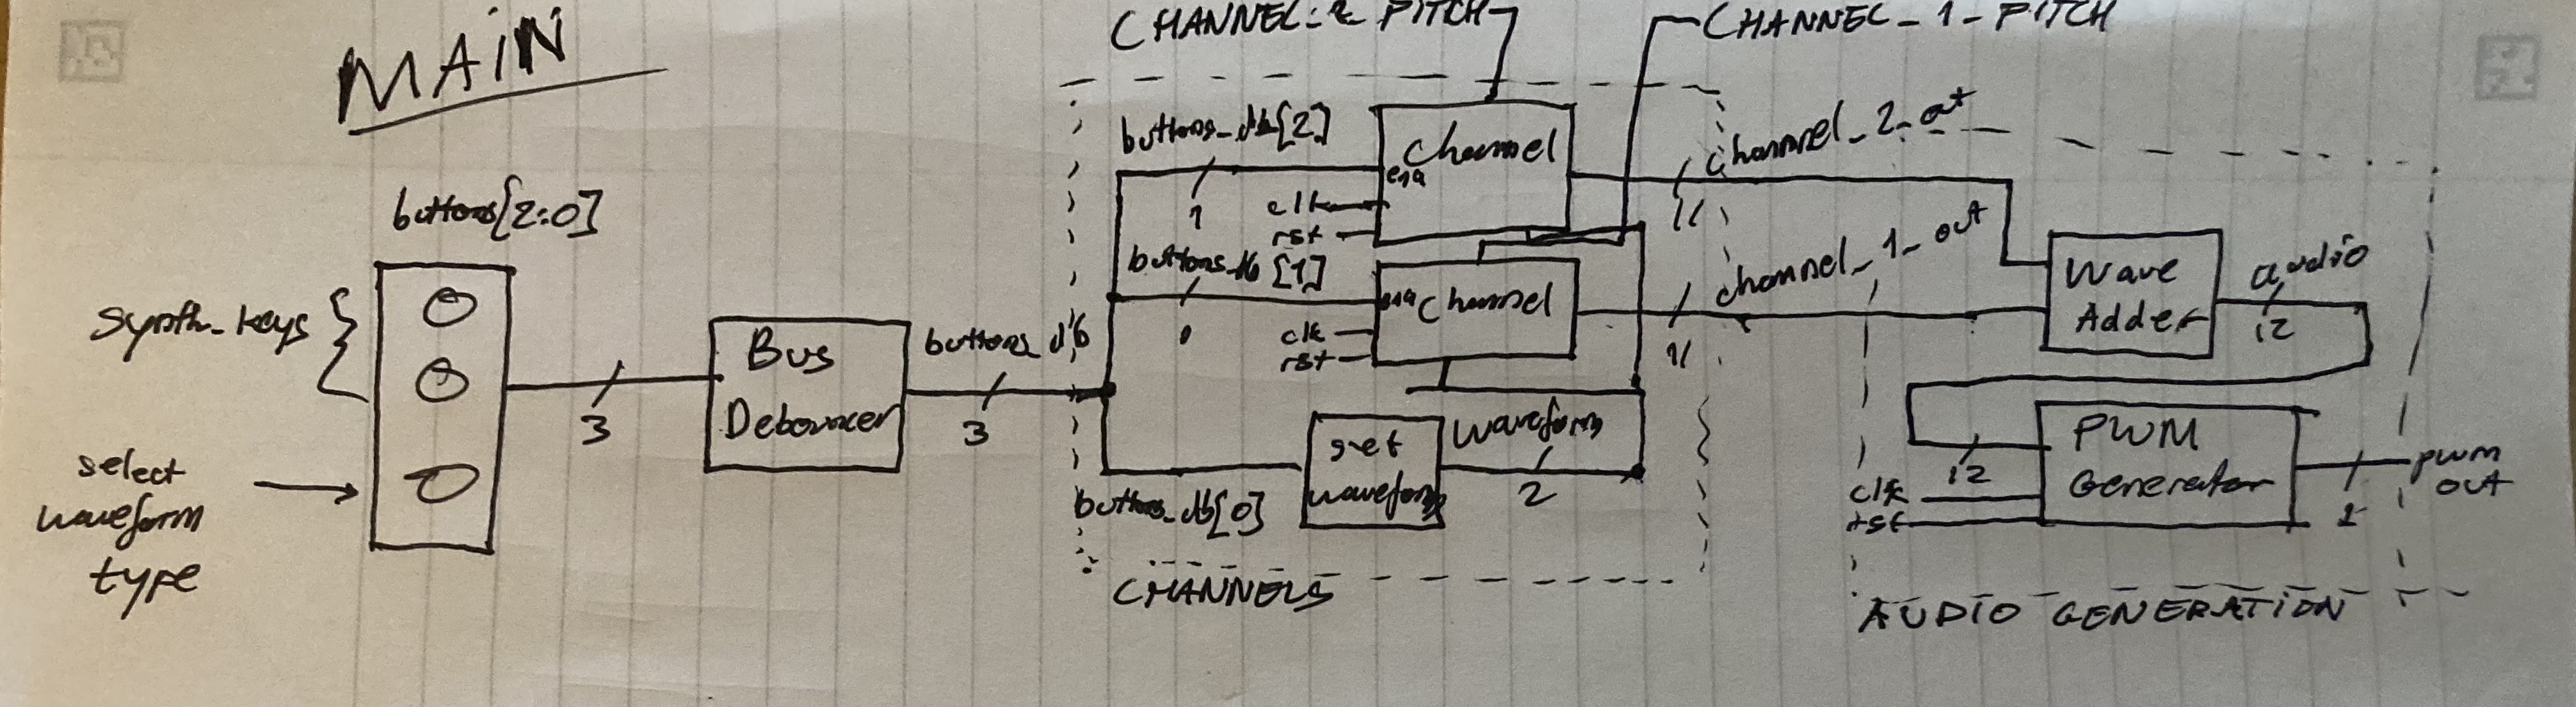 MAIN
CHANNEL_2_PITCH
CHANNEL_1_PITCH
buttons[2:0]
synth_keys
select
waveform
type
3
Bus
Debouncer
buttons_db
3
buttons_db[2]
1
ena
clk
rst
Channel
11
channel_2_out
buttons_db[1]
ena
clk
rst
Channel
11
channel_1_out
buttons_db[0]
set
waveform
waveform
2
CHANNELS
Wave
Adder
audio
12
12
clk
rst
PWM
Generator
1
pwm
out
AUDIO GENERATION